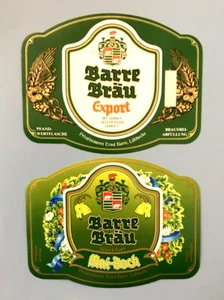 Barre
Bräu
Export
PFAND-
WERTFLASCHE
BRAUEREI-
ABFÜLLUNG
Privatbrauerei Ernst Barre, Lübbecke
Barre
Bräu
Mai-Bock